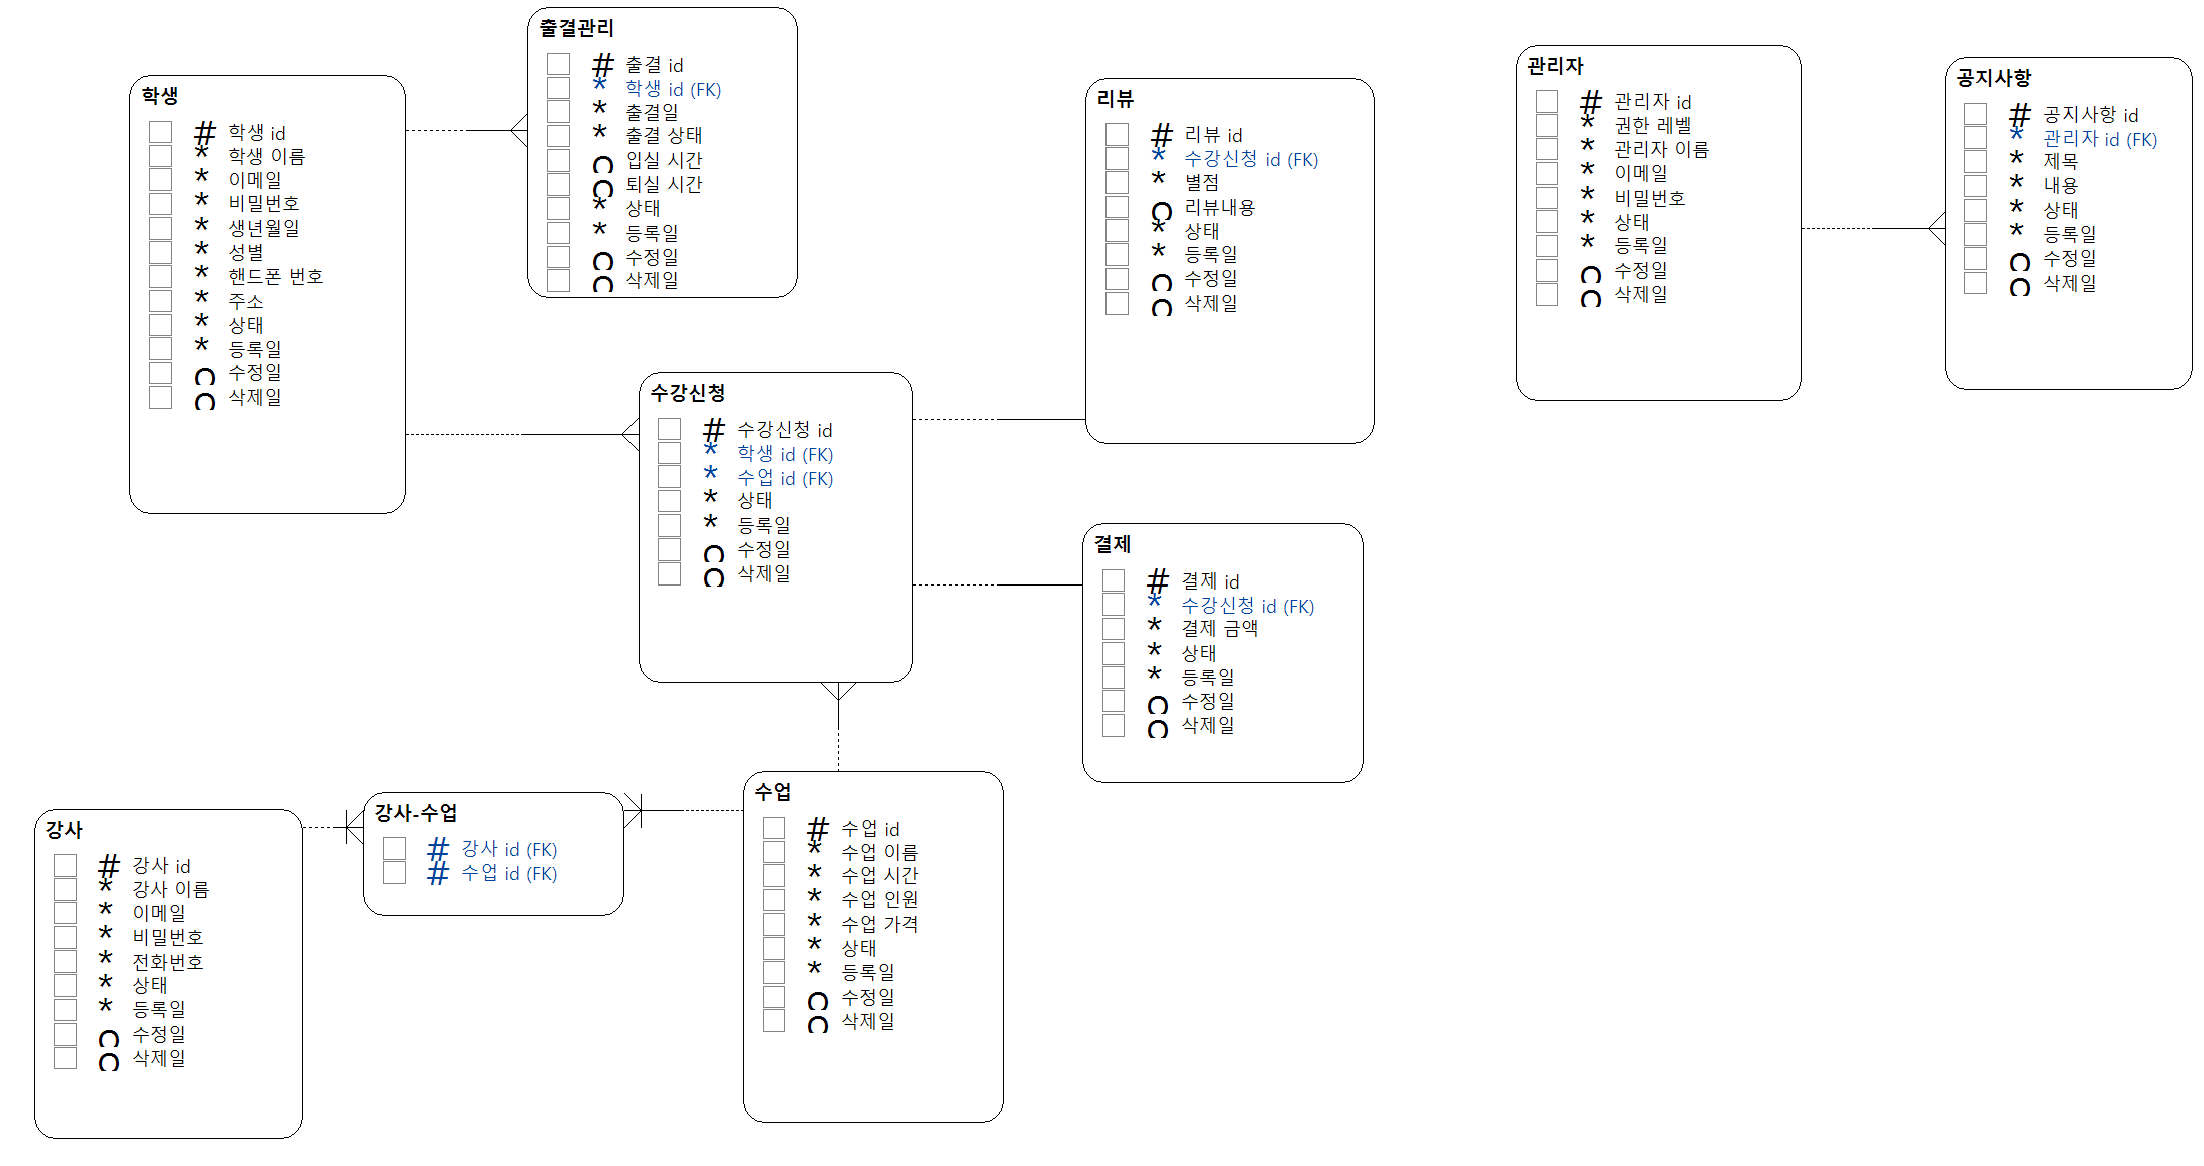 출결관리
# 출결 id
* 학생 id (FK)
* 출결일
* 출결 상태
o 입실 시간
o 퇴실 시간
* 상태
* 등록일
o 수정일
o 삭제일
학생
# 학생 id
* 학생 이름
* 이메일
* 비밀번호
* 생년월일
* 성별
* 핸드폰 번호
* 주소
* 상태
* 등록일
o 수정일
o 삭제일
리뷰
# 리뷰 id
* 수강신청 id (FK)
* 별점
o 리뷰내용
* 상태
* 등록일
o 수정일
o 삭제일
관리자
# 관리자 id
* 권한 레벨
* 관리자 이름
* 이메일
* 비밀번호
* 상태
* 등록일
o 수정일
o 삭제일
공지사항
# 공지사항 id
* 관리자 id (FK)
* 제목
* 내용
* 상태
* 등록일
o 수정일
o 삭제일
수강신청
# 수강신청 id
* 학생 id (FK)
* 수업 id (FK)
* 상태
* 등록일
o 수정일
o 삭제일
결제
# 결제 id
* 수강신청 id (FK)
* 결제 금액
* 상태
* 등록일
o 수정일
o 삭제일
강사
# 강사 id
* 강사 이름
* 이메일
* 비밀번호
* 전화번호
* 상태
* 등록일
o 수정일
o 삭제일
강사-수업
# 강사 id (FK)
# 수업 id (FK)
수업
# 수업 id
* 수업 이름
* 수업 시간
* 수업 인원
* 수업 가격
* 상태
* 등록일
o 수정일
o 삭제일